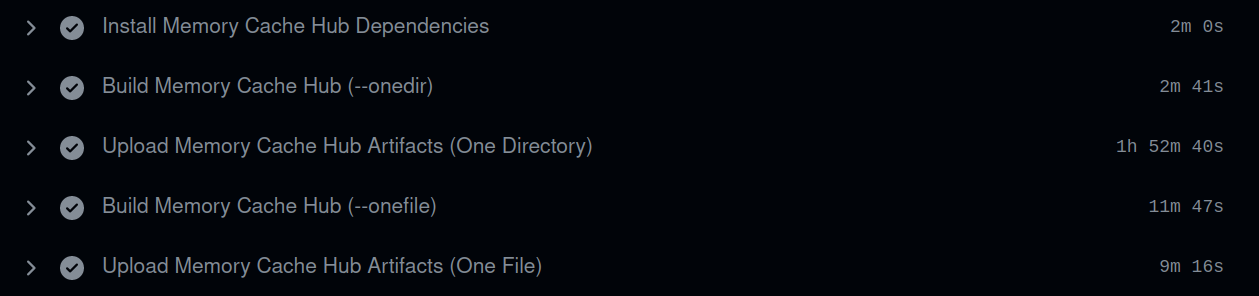 Install Memory Cache Hub Dependencies 2m 0s
Build Memory Cache Hub (--onedir) 2m 41s
Upload Memory Cache Hub Artifacts (One Directory) 1h 52m 40s
Build Memory Cache Hub (--onefile) 11m 47s
Upload Memory Cache Hub Artifacts (One File) 9m 16s